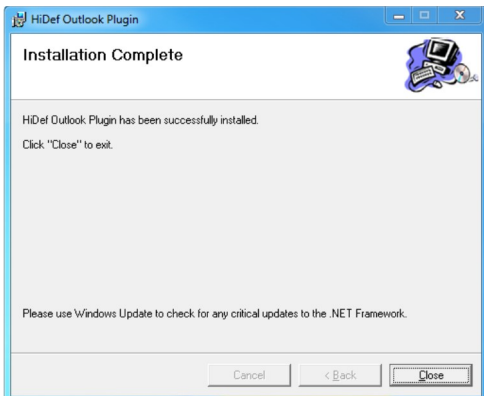 HiDef Outlook Plugin
Installation Complete
HiDef Outlook Plugin has been successfully installed.
Click "Close" to exit.
Please use Windows Update to check for any critical updates to the .NET Framework.
Cancel
< Back
Close